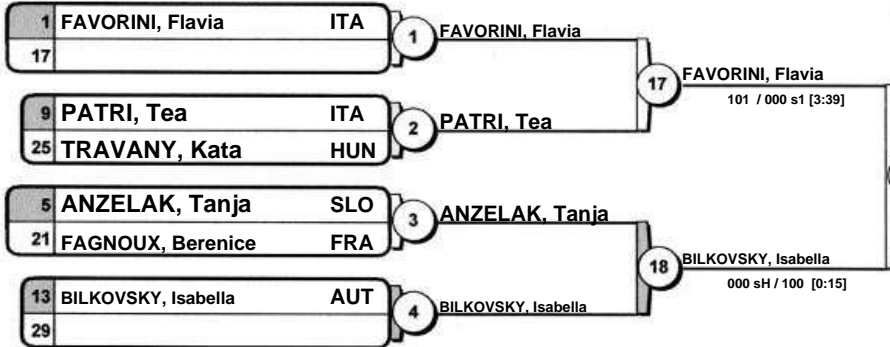 1 FAVORINI, Flavia ITA
17
1
FAVORINI, Flavia
9 PATRI, Tea ITA
25 TRAVANY, Kata HUN
2
PATRI, Tea
17
FAVORINI, Flavia
101 / 000 s1 [3:39]
5 ANZELAK, Tanja SLO
21 FAGNOUX, Berenice FRA
3
ANZELAK, Tanja
13 BILKOVSKY, Isabella AUT
29
4
BILKOVSKY, Isabella
18
BILKOVSKY, Isabella
000 sH / 100 [0:15]